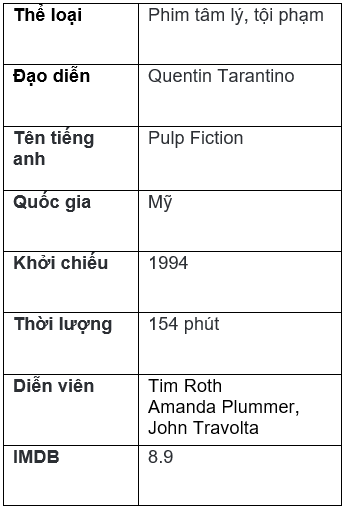 Thể loại Phim tâm lý, tội phạm
Đạo diễn Quentin Tarantino
Tên tiếng Pulp Fiction
anh
Quốc gia Mỹ
Khởi chiếu 1994
Thời lượng 154 phút
Diễn viên Tim Roth
Amanda Plummer,
John Travolta
IMDB 8.9